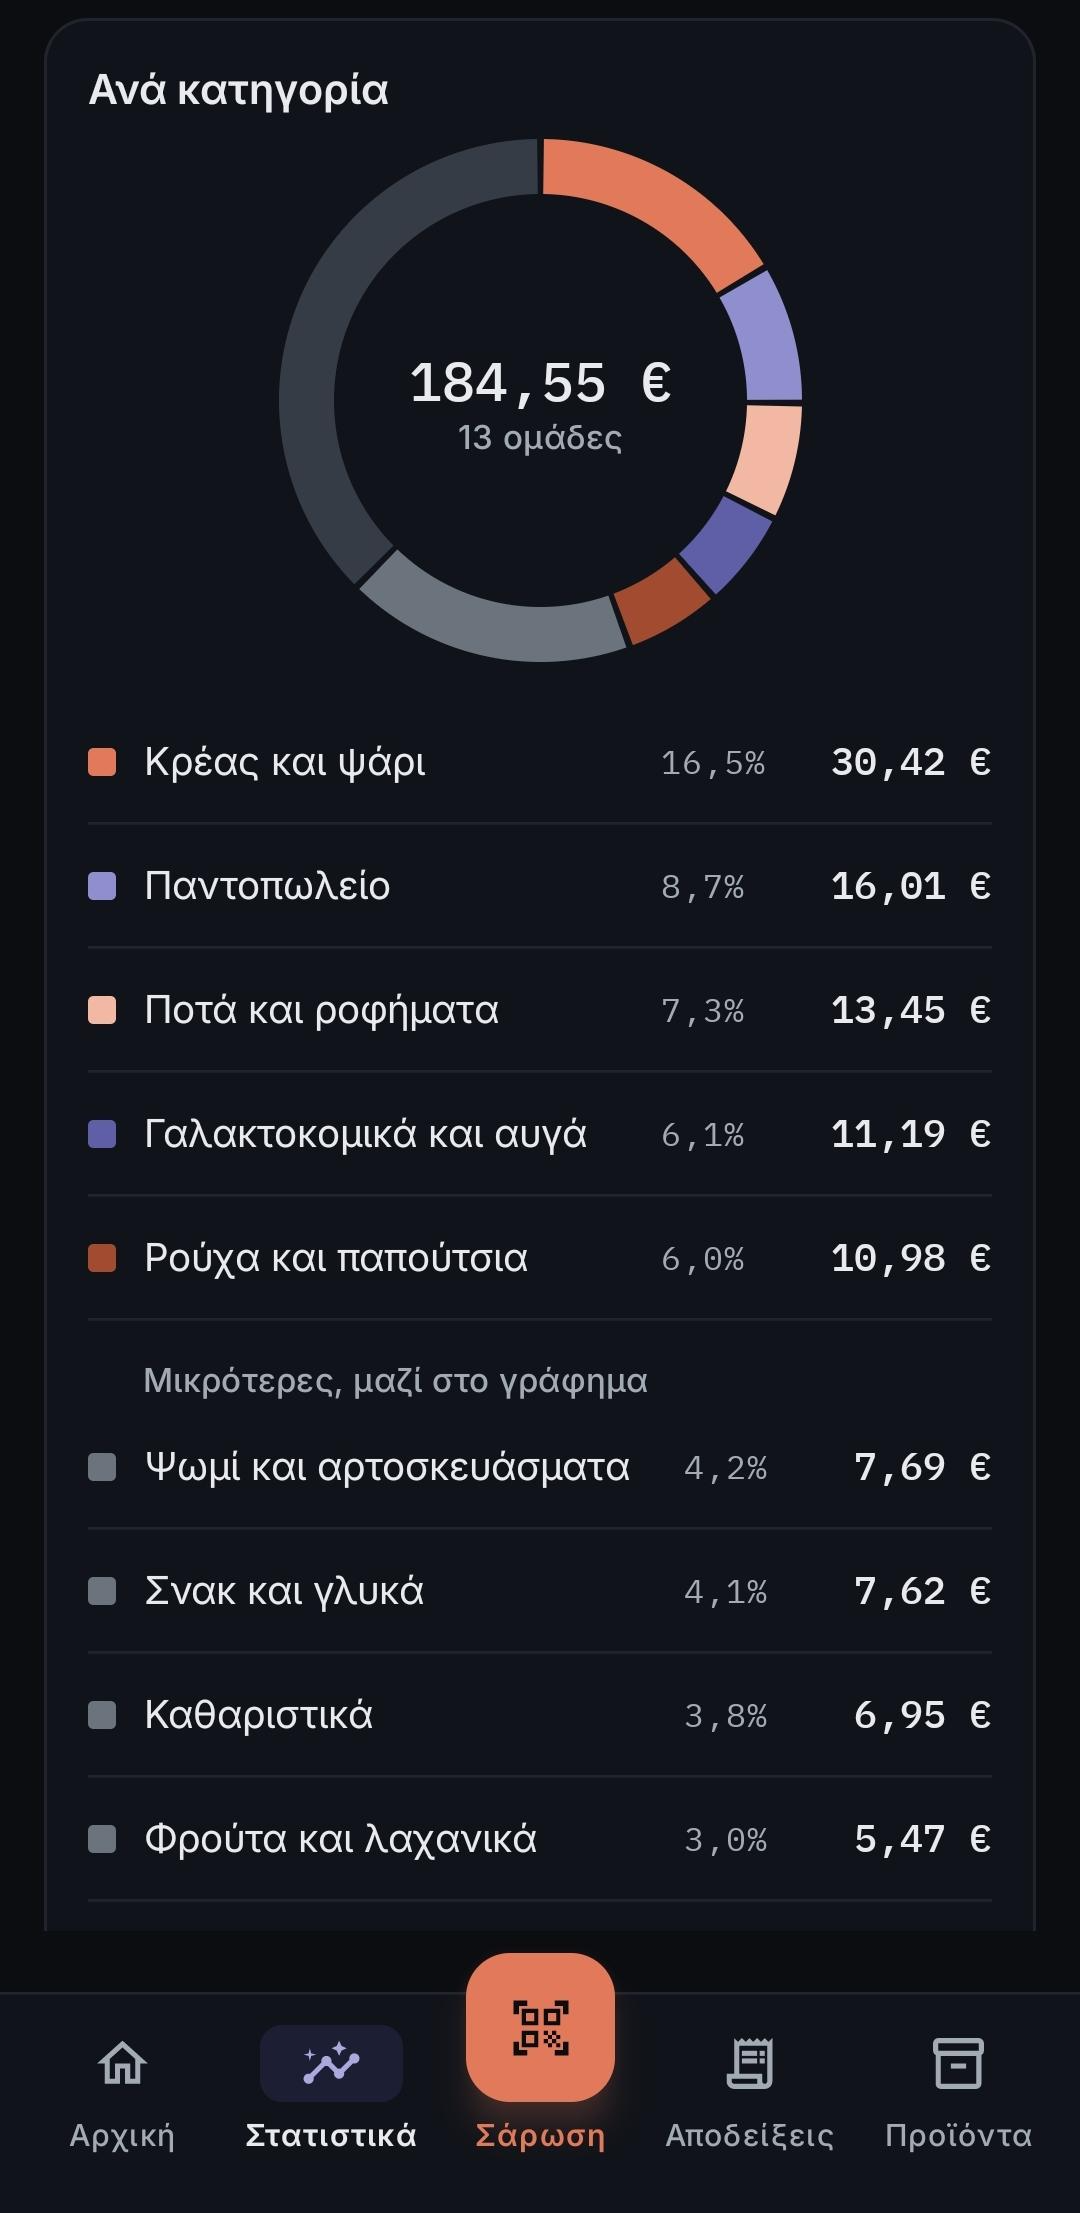 Ανά κατηγορία
184,55 €
13 ομάδες
Κρέας και ψάρι 16,5% 30,42 €
Παντοπωλείο 8,7% 16,01 €
Ποτά και ροφήματα 7,3% 13,45 €
Γαλακτοκομικά και αυγά 6,1% 11,19 €
Ρούχα και παπούτσια 6,0% 10,98 €
Μικρότερες, μαζί στο γράφημα
Ψωμί και αρτοσκευάσματα 4,2% 7,69 €
Σνακ και γλυκά 4,1% 7,62 €
Καθαριστικά 3,8% 6,95 €
Φρούτα και λαχανικά 3,0% 5,47 €
Αρχική Στατιστικά Σάρωση Αποδείξεις Προϊόντα